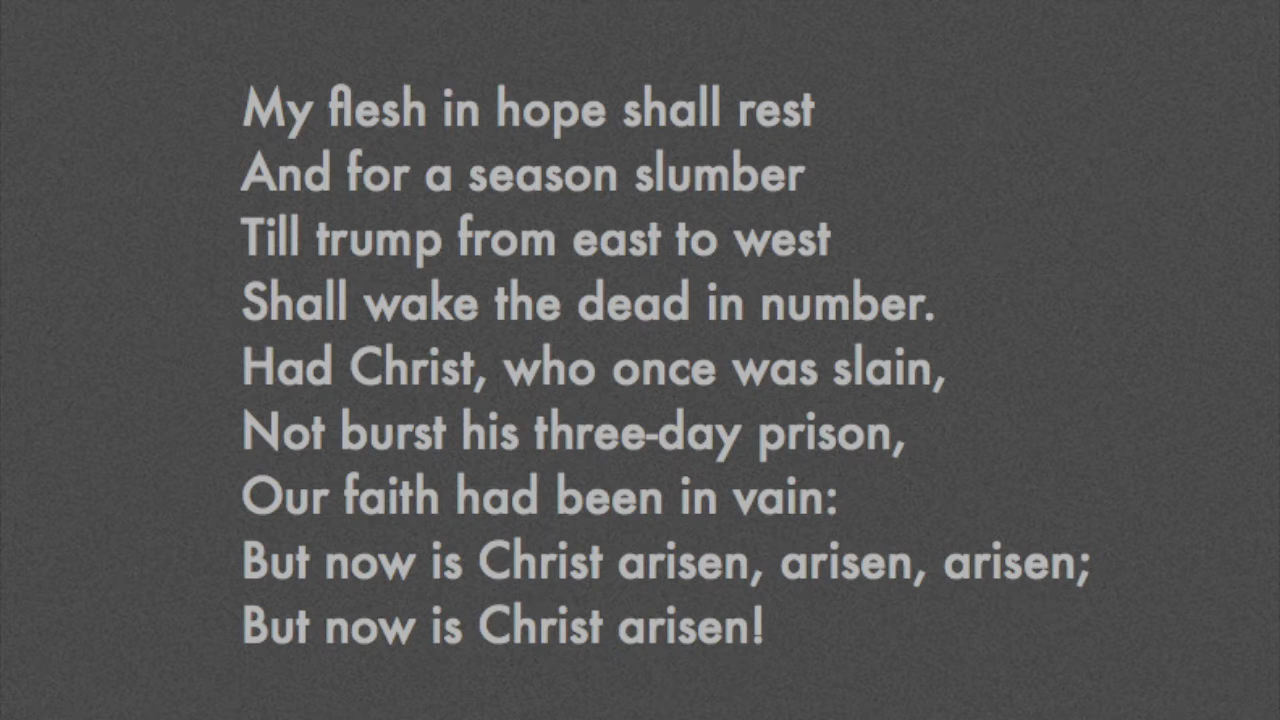 My flesh in hope shall rest
And for a season slumber
Till trump from east to west
Shall wake the dead in number.
Had Christ, who once was slain,
Not burst his three-day prison,
Our faith had been in vain:
But now is Christ arisen, arisen, arisen;
But now is Christ arisen!